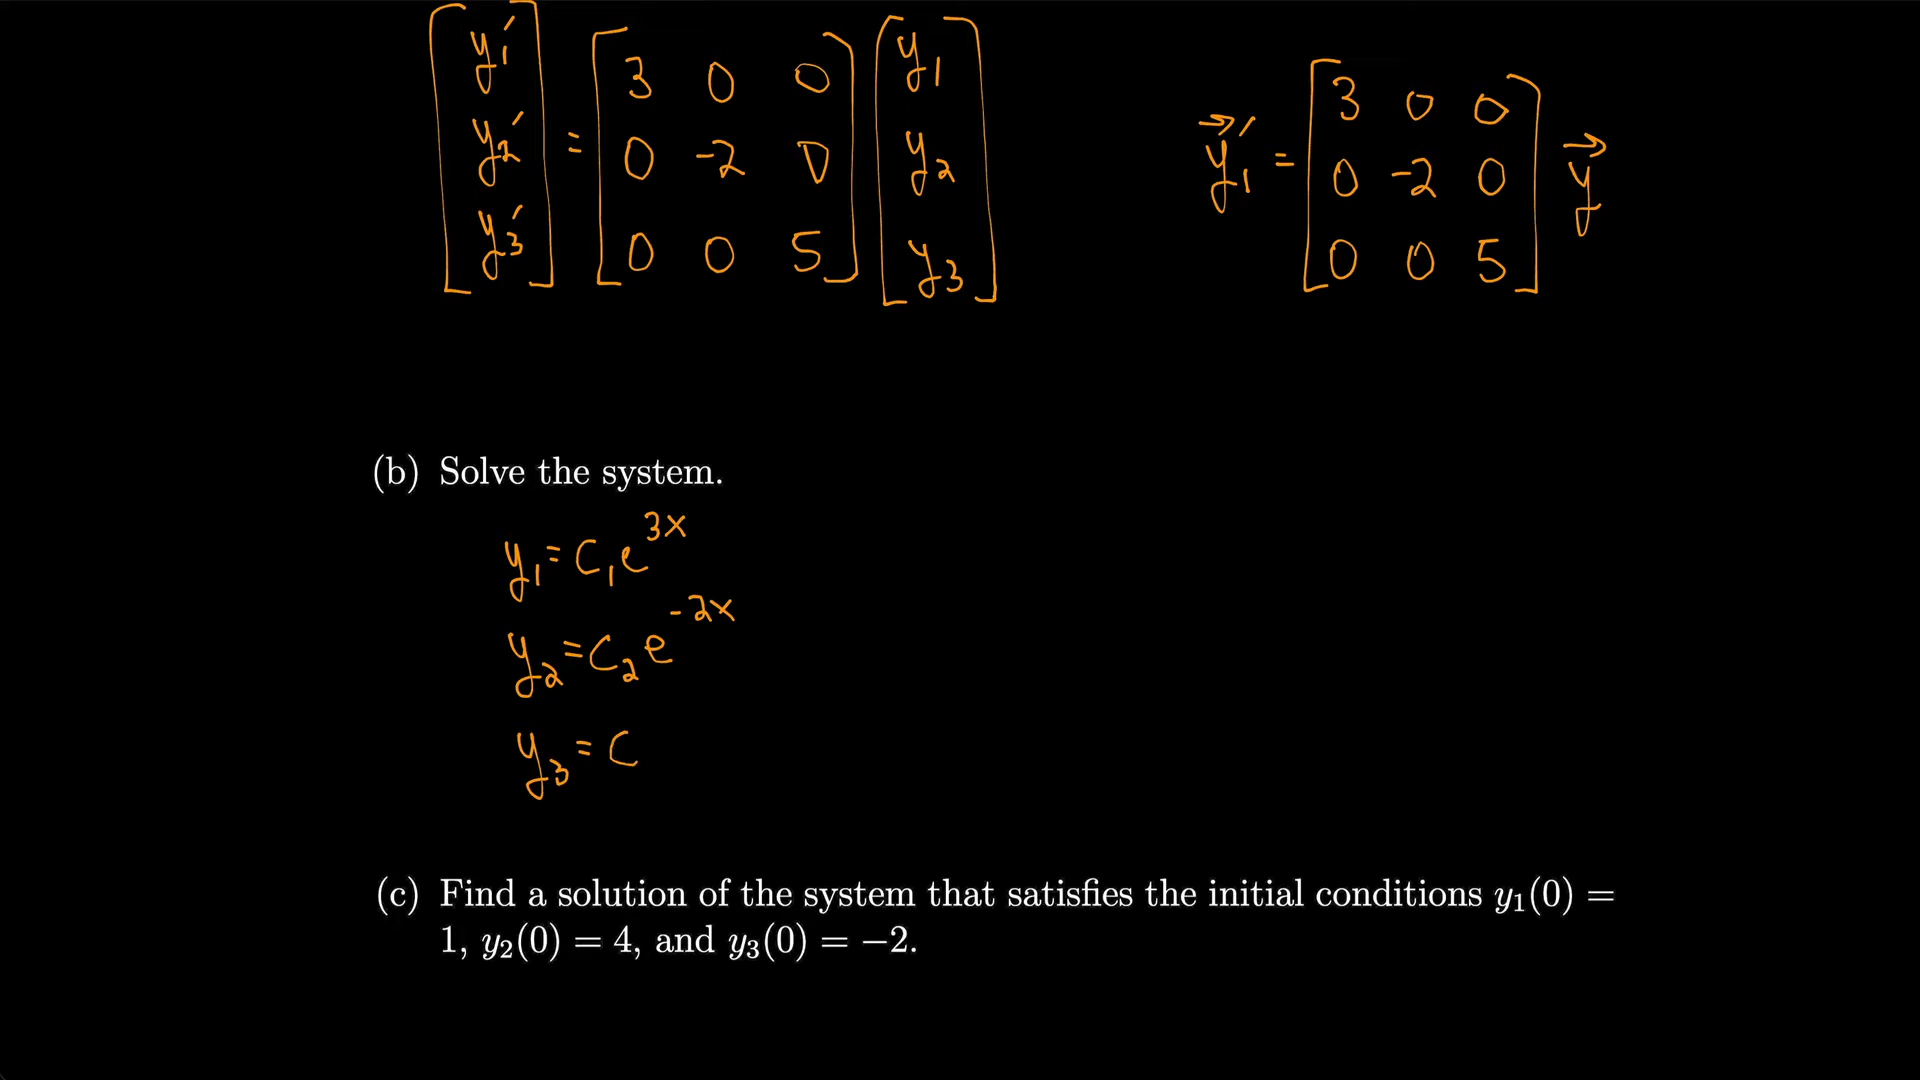 [y₁′ y₂′ y₃′] = [3 0 0 0 -2 0 0 0 5] [y₁ y₂ y₃]
y⃗₁′ = [3 0 0 0 -2 0 0 0 5] y⃗
(b) Solve the system.
y₁ = C₁e^3x
y₂ = C₂e^-2x
y₃ = C
(c) Find a solution of the system that satisfies the initial conditions y₁(0) =
1, y₂(0) = 4, and y₃(0) = −2.